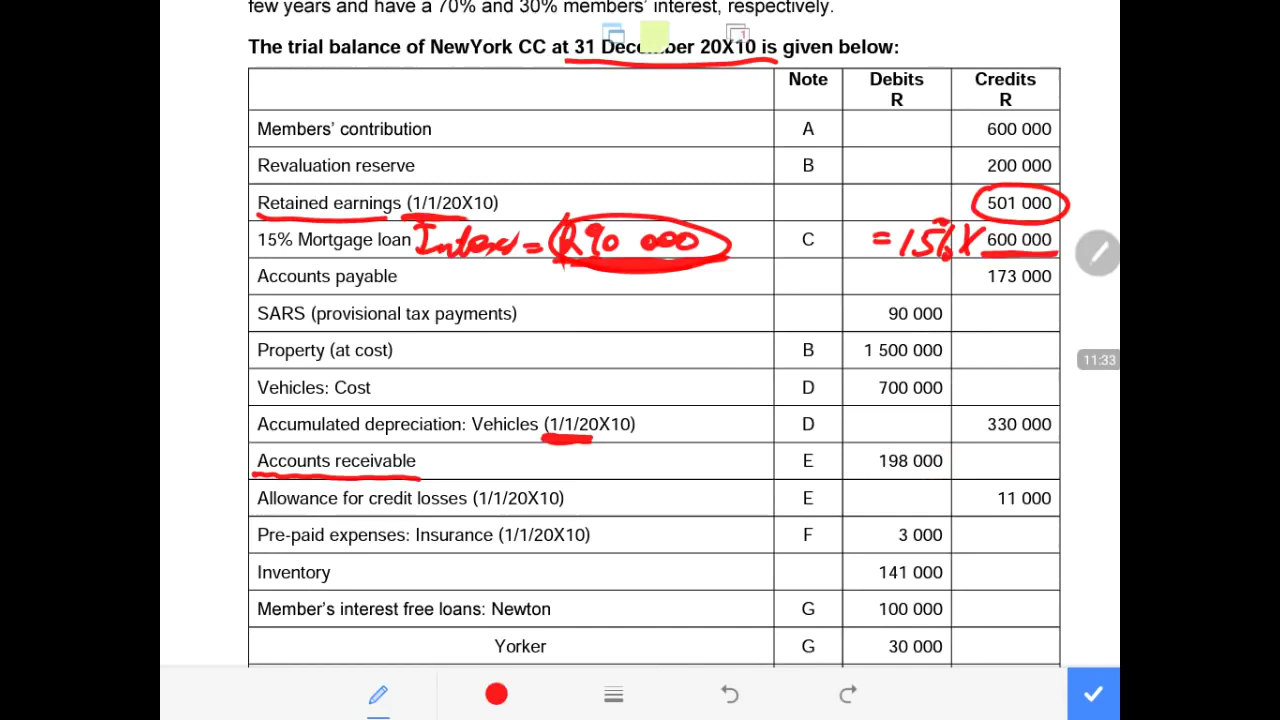 few years and have a 70% and 30% members' interest, respectively.
The trial balance of NewYork CC at 31 December 20X10 is given below:
Note Debits R Credits R
Members' contribution A 600 000
Revaluation reserve B 200 000
Retained earnings (1/1/20X10) 501 000
15% Mortgage loan Interest = R90 000 C = 15% X 600 000
Accounts payable 173 000
SARS (provisional tax payments) 90 000
Property (at cost) B 1 500 000
Vehicles: Cost D 700 000
Accumulated depreciation: Vehicles (1/1/20X10) D 330 000
Accounts receivable E 198 000
Allowance for credit losses (1/1/20X10) E 11 000
Pre-paid expenses: Insurance (1/1/20X10) F 3 000
Inventory 141 000
Member's interest free loans: Newton G 100 000
Yorker G 30 000
11:33